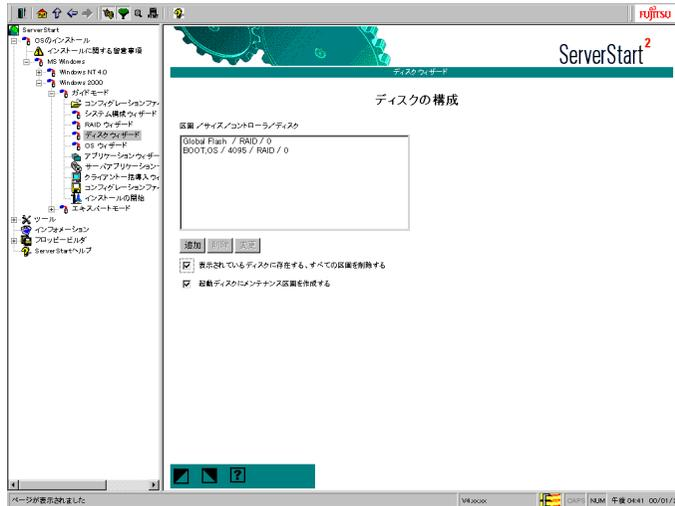 FUJITSU
ServerStart
OSのインストール
インストールに関する留意事項
MS Windows
Windows NT 4.0
Windows 2000
ガイドモード
コンフィグレーションファ
システム構成ウィザード
RAID ウィザード
ディスクウィザード
OS ウィザード
アプリケーションウィザー
サーバアプリケーション
クライアント一括導入ウィ
コンフィグレーションファ
インストールの開始
エキスパートモード
ツール
インフォメーション
フロッピービルダ
ServerStartヘルプ
ServerStart2
ディスクウィザード
ディスクの構成
区画 / サイズ / コントローラ / ディスク
Global Flash / RAID / 0
BOOT,OS / 4095 / RAID / 0
追加 削除 変更
表示されているディスクに存在する、すべての区画を削除する
起動ディスクにメンテナンス区画を作成する
ページが表示されました
V4.xx.xx
CAPS NUM 午後 04:41 00/01/